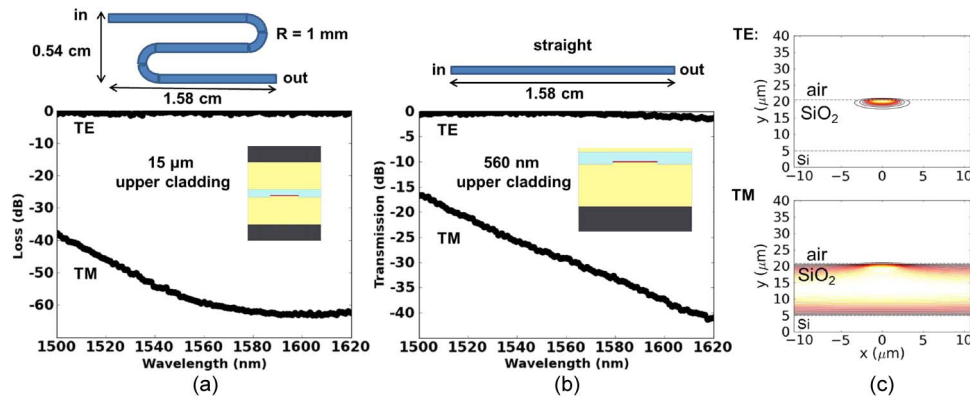 in
0.54 cm
R = 1 mm
out
1.58 cm
0
-10
-20
-30
-40
-50
-60
Loss (dB)
TE
15 µm
upper cladding
TM
1500 1520 1540 1560 1580 1600 1620
Wavelength (nm)
(a)
straight
in
out
1.58 cm
0
-5
-10
-15
-20
-25
-30
-35
-40
Transmission (dB)
TE
560 nm
upper cladding
TM
1500 1520 1540 1560 1580 1600 1620
Wavelength (nm)
(b)
TE:
40
35
30
25
20
15
10
5
0
y (μm)
air
SiO₂
Si
−10 −5 0 5 10
TM
40
35
30
25
20
15
10
5
0
y (μm)
air
SiO₂
Si
−10 −5 0 5 10
x (μm)
(c)